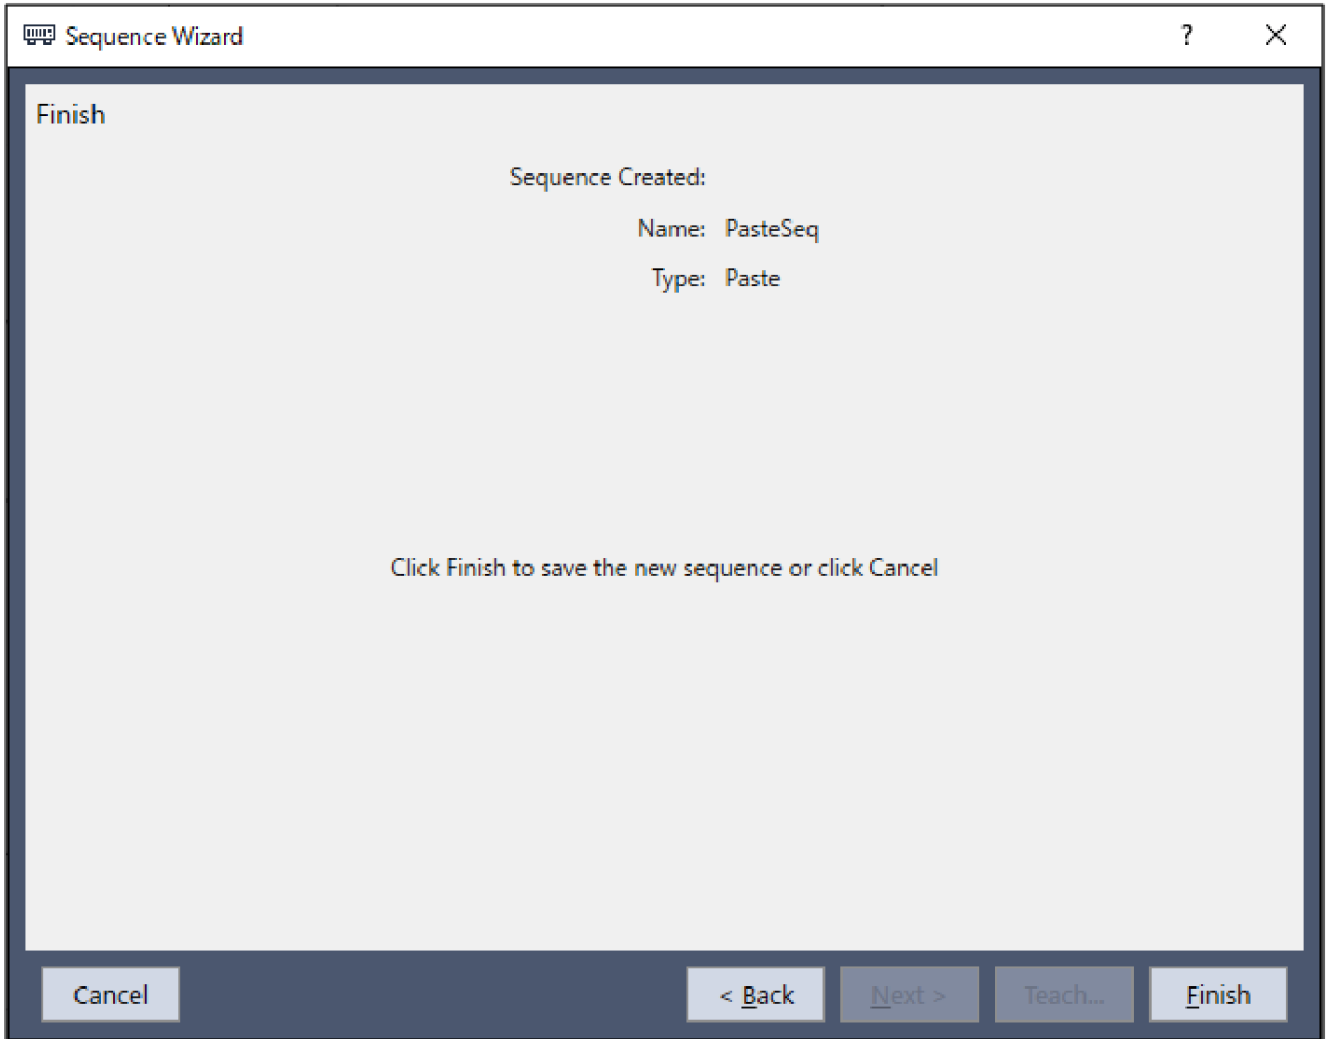 Sequence Wizard
?
Finish
Sequence Created:
Name: PasteSeq
Type: Paste
Click Finish to save the new sequence or click Cancel
Cancel
< Back
Next >
Teach...
Finish